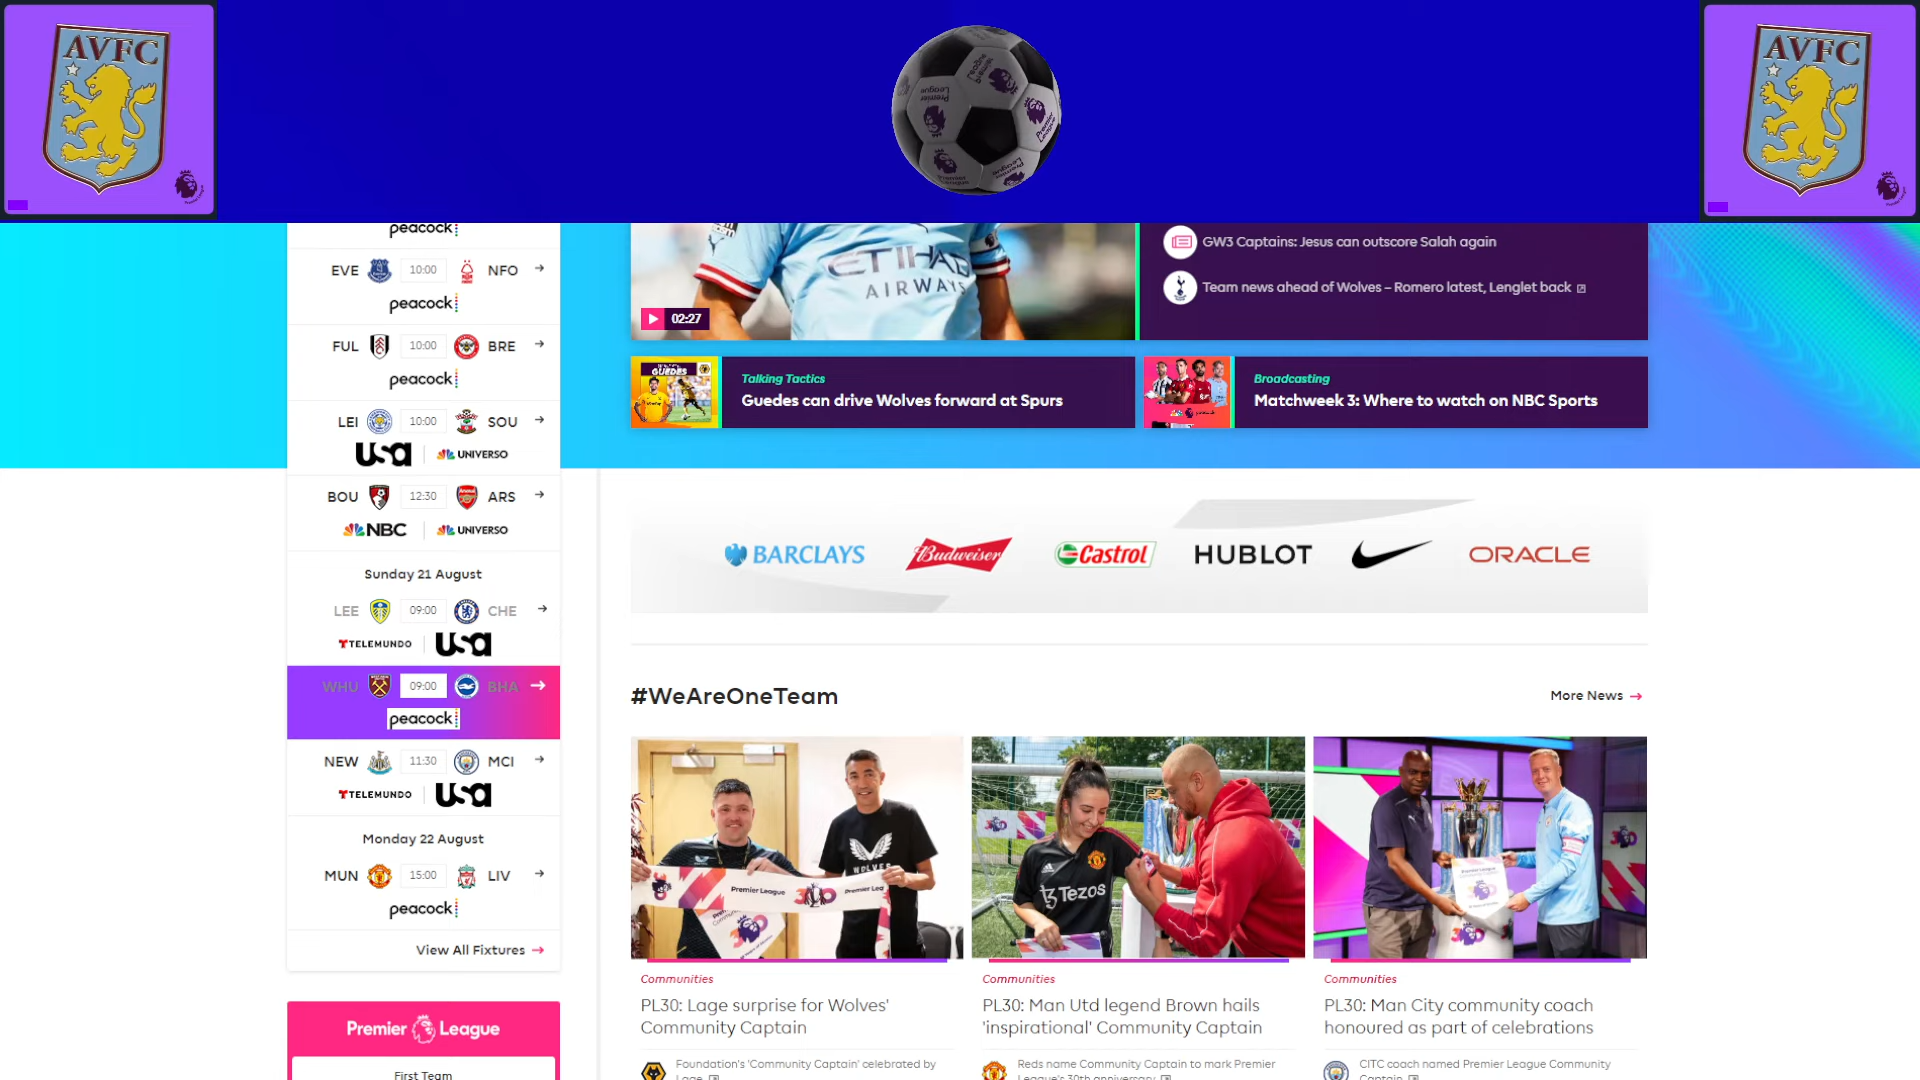 AVFC
AVFC
peacock
EVE 10:00 NFO
peacock
FUL 10:00 BRE
peacock
LEI 10:00 SOU
USA UNIVERSO
BOU 12:30 ARS
NBC UNIVERSO
Sunday 21 August
LEE 09:00 CHE
TELEMUNDO USA
WHU 09:00 BHA
peacock
NEW 11:30 MCI
TELEMUNDO USA
Monday 22 August
MUN 15:00 LIV
peacock
View All Fixtures
Premier League
First Team
ETIHAD
AIRWAYS
02:27
GW3 Captains: Jesus can outscore Salah again
Team news ahead of Wolves – Romero latest, Lenglet back
GUEDES
Talking Tactics
Guedes can drive Wolves forward at Spurs
Broadcasting
Matchweek 3: Where to watch on NBC Sports
BARCLAYS
Budweiser
Castrol
HUBLOT
ORACLE
#WeAreOneTeam
More News
WOLVES
Premier League
Premier Lea
TEZOS
Communities
PL30: Lage surprise for Wolves'
Community Captain
Foundation's 'Community Captain' celebrated by
Lage
Communities
PL30: Man Utd legend Brown hails
'inspirational' Community Captain
Reds name Community Captain to mark Premier
League's 30th anniversary
Communities
PL30: Man City community coach
honoured as part of celebrations
CITC coach named Premier League Community
Captain